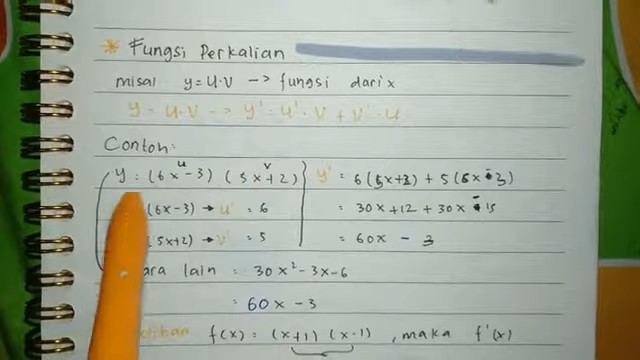 * Fungsi Perkalian
misal y = u.v -> fungsi dari x
y = u.v -> y' = u'.v + v'.u
Contoh:
u v
y = (6x-3) (5x+2) y' = 6(5x+2) + 5(6x-3)
(6x-3) → u' = 6 = 30x + 12 + 30x - 15
(5x+2) → v' = 5 = 60x - 3
lain = 30x²-3x-6
= 60x - 3
f(x) = (x+1) (x-1) , maka f'(x)